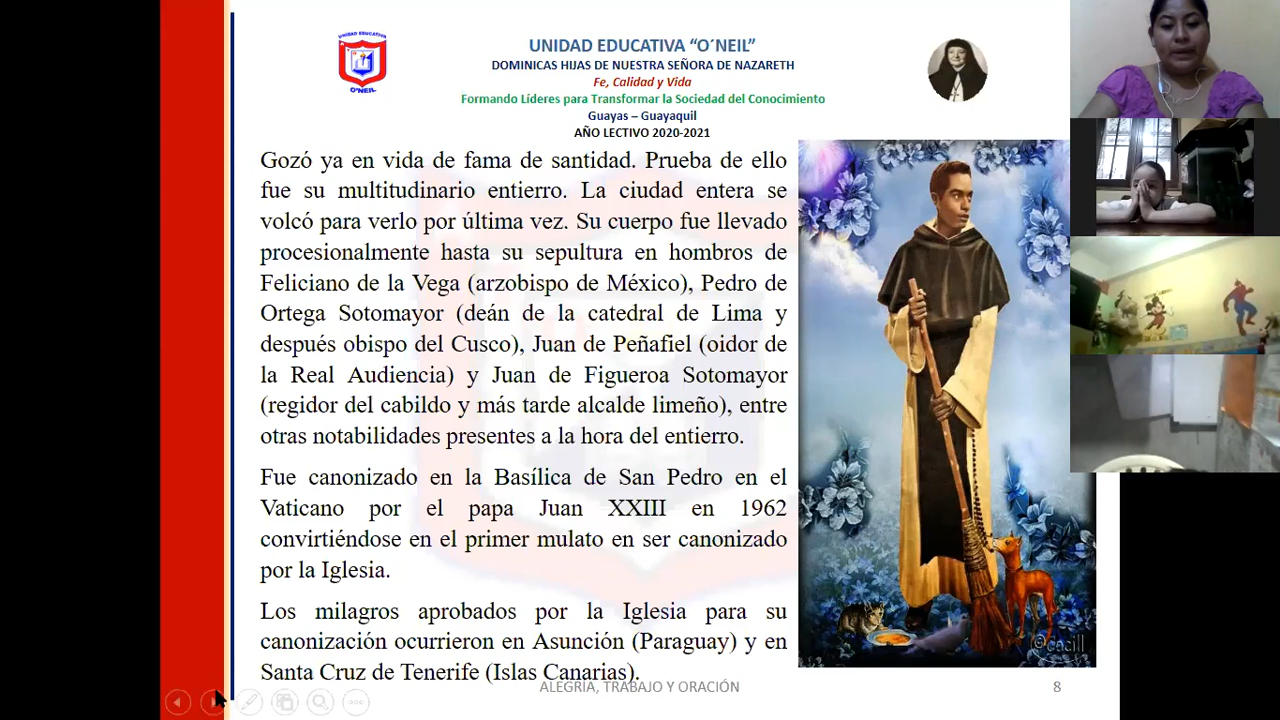 UNIDAD EDUCATIVA
O'NEIL
UNIDAD EDUCATIVA “O´NEIL”
DOMINICAS HIJAS DE NUESTRA SEÑORA DE NAZARETH
Fe, Calidad y Vida
Formando Líderes para Transformar la Sociedad del Conocimiento
Guayas – Guayaquil
AÑO LECTIVO 2020-2021
Gozó ya en vida de fama de santidad. Prueba de ello
fue su multitudinario entierro. La ciudad entera se
volcó para verlo por última vez. Su cuerpo fue llevado
procesionalmente hasta su sepultura en hombros de
Feliciano de la Vega (arzobispo de México), Pedro de
Ortega Sotomayor (deán de la catedral de Lima y
después obispo del Cusco), Juan de Peñafiel (oidor de
la Real Audiencia) y Juan de Figueroa Sotomayor
(regidor del cabildo y más tarde alcalde limeño), entre
otras notabilidades presentes a la hora del entierro.
Fue canonizado en la Basílica de San Pedro en el
Vaticano por el papa Juan XXIII en 1962
convirtiéndose en el primer mulato en ser canonizado
por la Iglesia.
Los milagros aprobados por la Iglesia para su
canonización ocurrieron en Asunción (Paraguay) y en
Santa Cruz de Tenerife (Islas Canarias).
ALEGRÍA, TRABAJO Y ORACIÓN
8